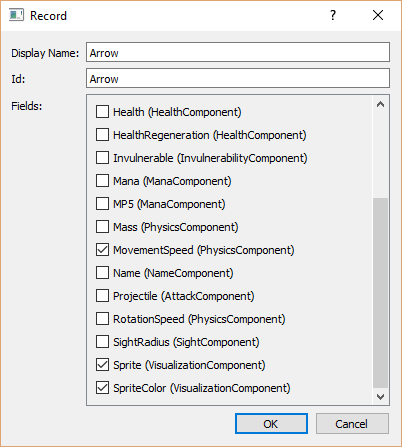 Record
Display Name: Arrow
Id: Arrow
Fields:
Health (HealthComponent)
HealthRegeneration (HealthComponent)
Invulnerable (InvulnerabilityComponent)
Mana (ManaComponent)
MP5 (ManaComponent)
Mass (PhysicsComponent)
MovementSpeed (PhysicsComponent)
Name (NameComponent)
Projectile (AttackComponent)
RotationSpeed (PhysicsComponent)
SightRadius (SightComponent)
Sprite (VisualizationComponent)
SpriteColor (VisualizationComponent)
OK Cancel